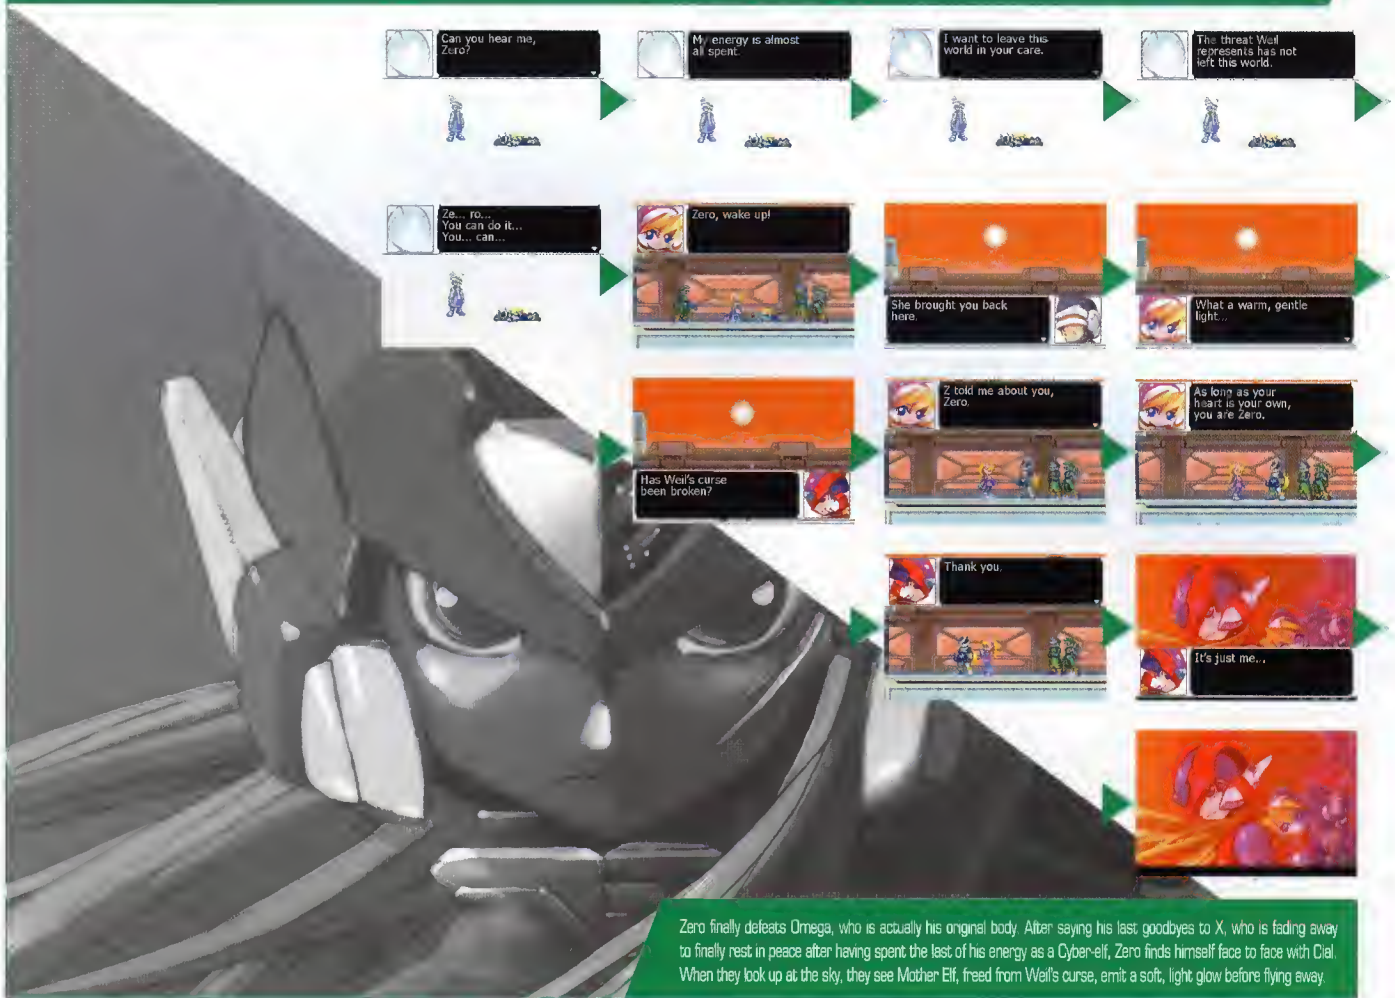 Can you hear me,
Zero?
My energy is almost
all spent.
I want to leave this
world in your care.
The threat Weil
represents has not
left this world.
Ze... ro...
You can do it...
You... can...
Zero, wake up!
She brought you back
here.
What a warm, gentle
light...
Has Weil's curse
been broken?
Z told me about you,
Zero.
As long as your
heart is your own,
you are Zero.
Thank you.
It's just me...
Zero finally defeats Omega, who is actually his original body. After saying his last goodbyes to X, who is fading away
to finally rest in peace after having spent the last of his energy as a Cyber-elf, Zero finds himself face to face with Cial.
When they look up at the sky, they see Mother Elf, freed from Weil's curse, emit a soft, light glow before flying away.